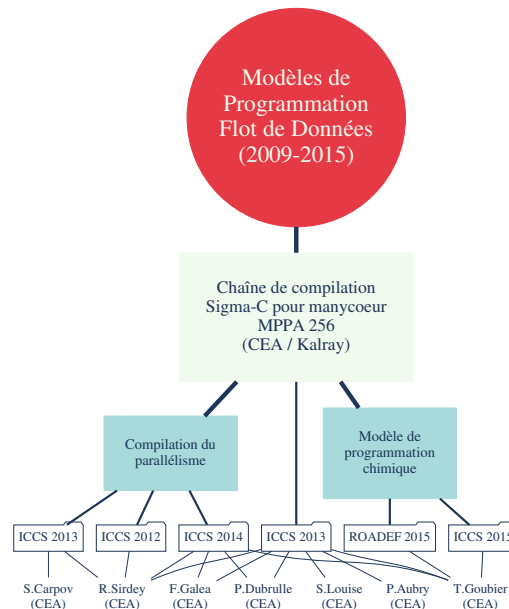 Modèles de
Programmation
Flot de Données
(2009-2015)
Chaîne de compilation
Sigma-C pour manycoeur
MPPA 256
(CEA / Kalray)
Compilation du
parallélisme
Modèle de
programmation
chimique
ICCS 2013
ICCS 2012
ICCS 2014
ICCS 2013
ROADEF 2015
ICCS 2015
S.Carpov
(CEA)
R.Sirdey
(CEA)
F.Galea
(CEA)
P.Dubrulle
(CEA)
S.Louise
(CEA)
P.Aubry
(CEA)
T.Goubier
(CEA)